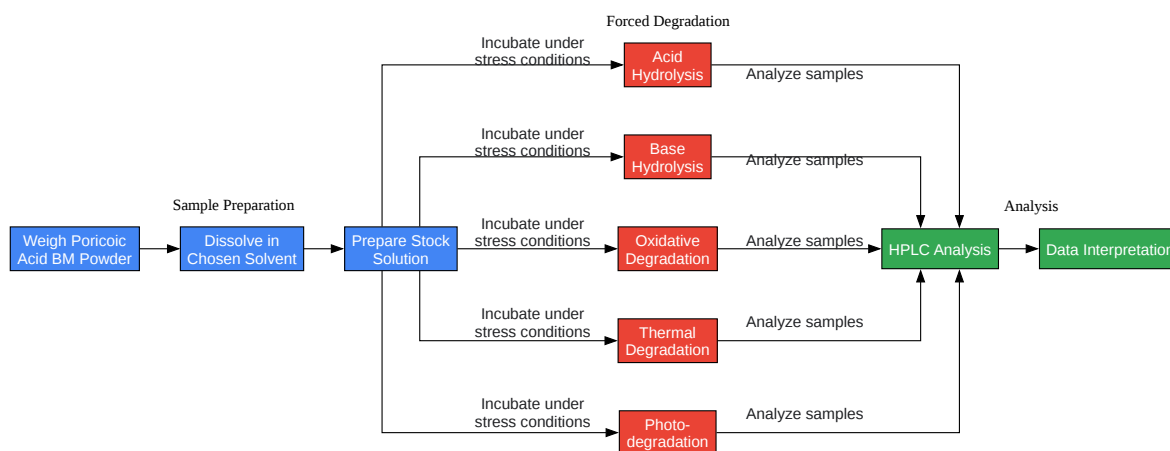 Forced Degradation
Incubate under
stress conditions
Acid
Hydrolysis
Analyze samples
Incubate under
stress conditions
Base
Hydrolysis
Analyze samples
Sample Preparation
Analysis
Weigh Poricoic
Acid BM Powder
Dissolve in
Chosen Solvent
Prepare Stock
Solution
Incubate under
stress conditions
Oxidative
Degradation
Analyze samples
HPLC Analysis
Data Interpretation
Incubate under
stress conditions
Thermal
Degradation
Analyze samples
Incubate under
stress conditions
Photo-
degradation
Analyze samples